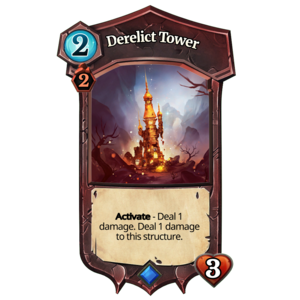 2
Derelict Tower
2
Activate - Deal 1
damage. Deal 1 damage
to this structure.
3